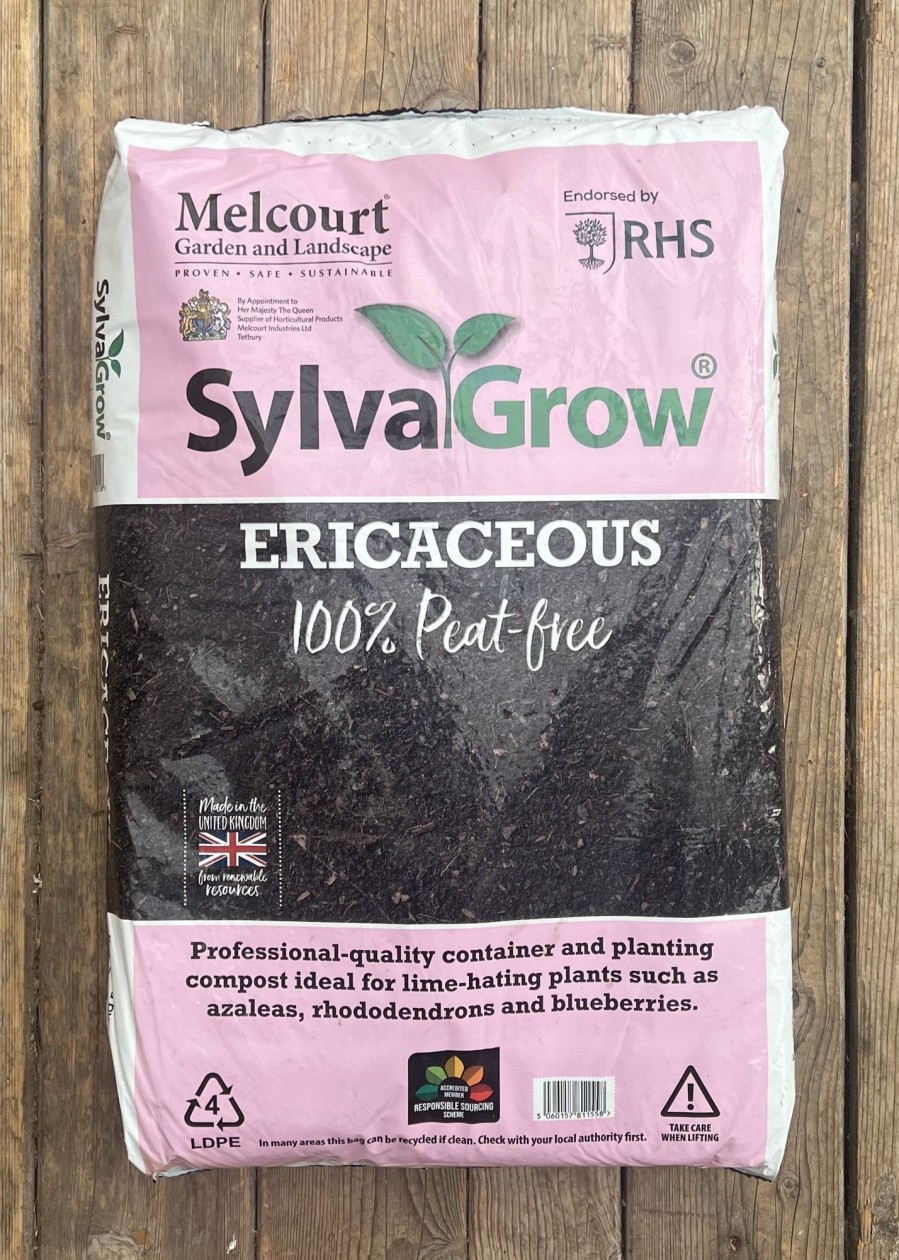 Melcourt®
Garden and Landscape
PROVEN • SAFE • SUSTAINABLE
Endorsed by
RHS
By Appointment to
Her Majesty The Queen
Supplier of Horticultural Products
Melcourt Industries Ltd
Tetbury
SylvaGrow®
SylvaGrow®
ERICACEOUS
100% Peat-free
Made in the
UNITED KINGDOM
from renewable
resources
Professional-quality container and planting
compost ideal for lime-hating plants such as
azaleas, rhododendrons and blueberries.
4
LDPE
ACCREDITED
MEMBER
RESPONSIBLE SOURCING
SCHEME
5 060157 811558 >
TAKE CARE
WHEN LIFTING
In many areas this bag can be recycled if clean. Check with your local authority first.